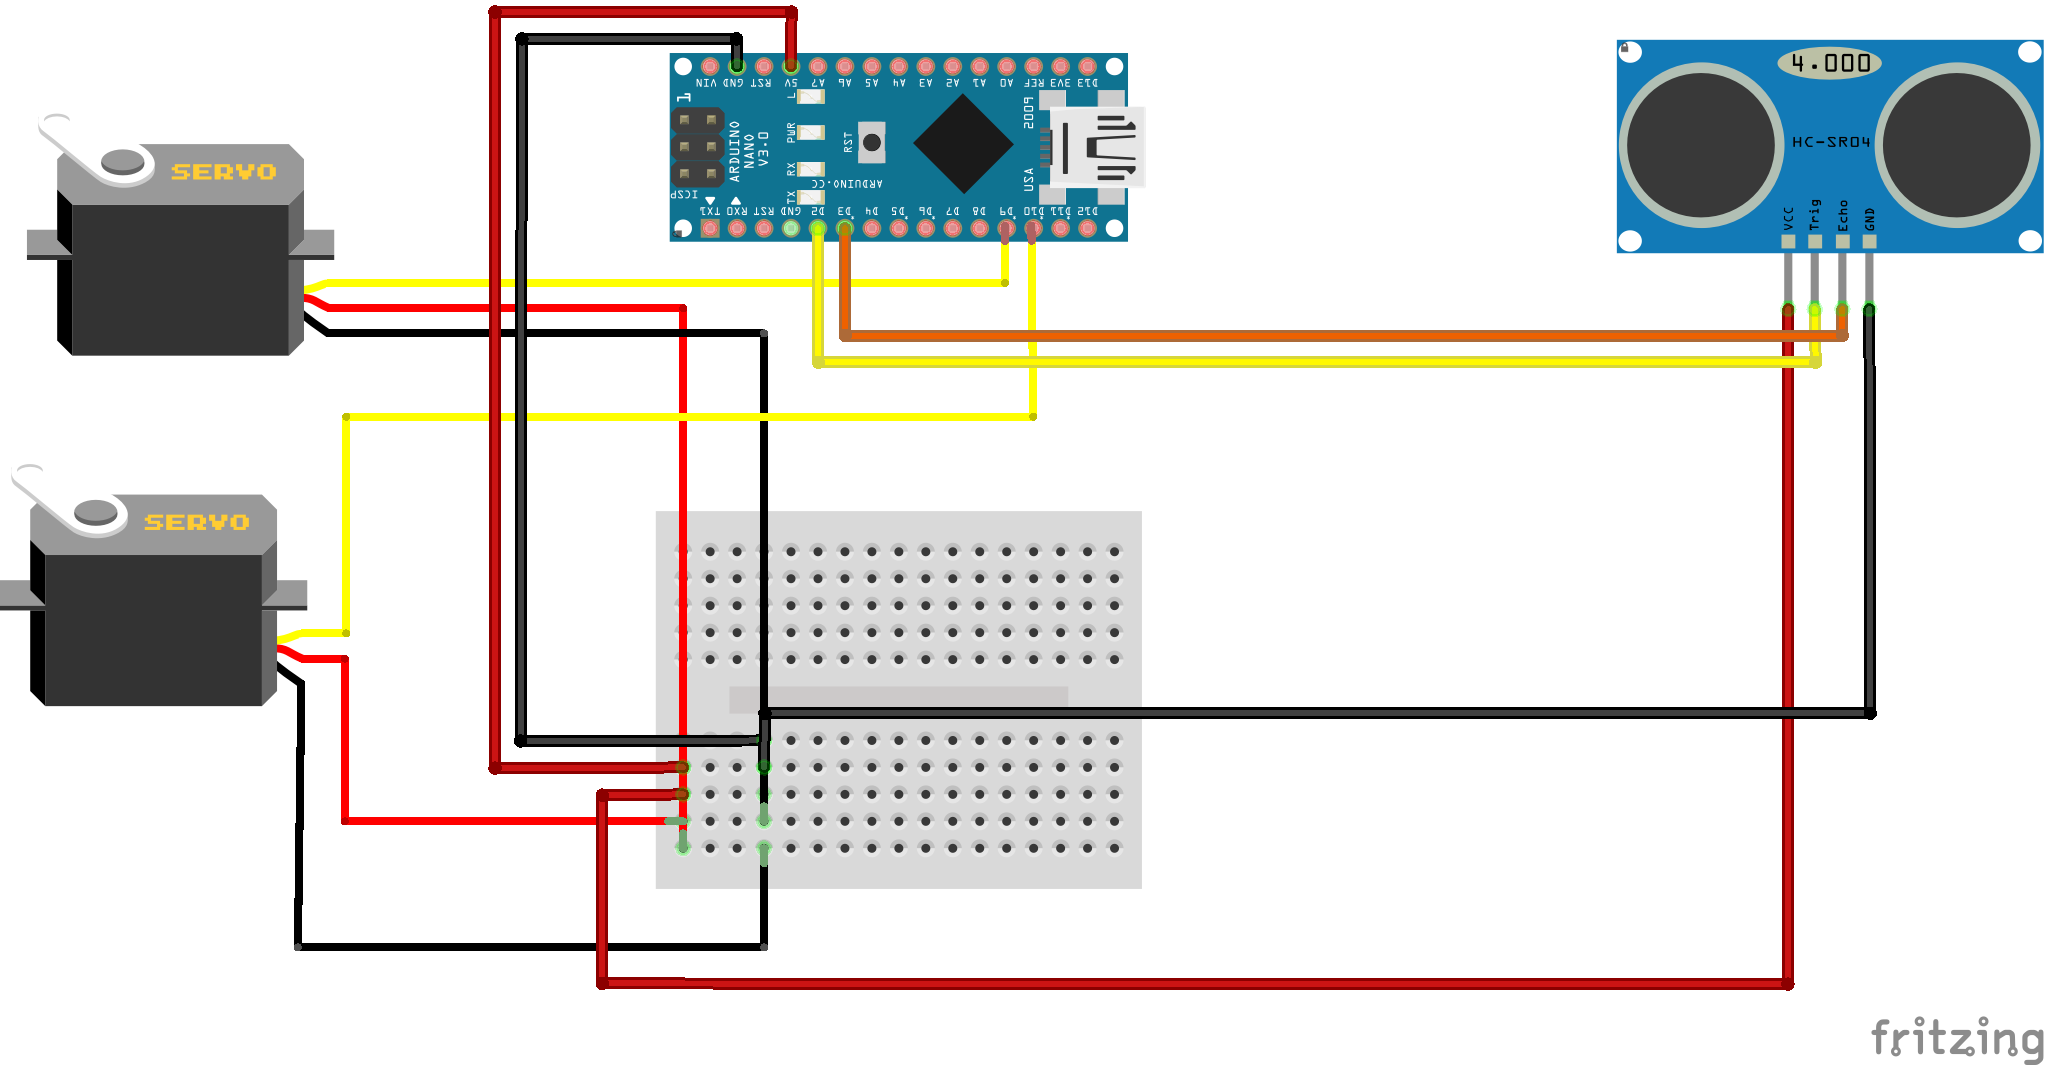 SERVO
SERVO
VIN GND RST 5V A7 A6 A5 A4 A3 A2 A1 A0 REF 3V3 D13
1
L
PWR
RX
TX
ICSP
ARDUINO
NANO
V3.0
RST
ARDUINO.CC
2009
USA
TX1 RX0 RST GND D2 D3 D4 D5 D6 D7 D8 D9 D10 D11 D12
4.000
HC-SR04
VCC
Trig
Echo
GND
fritzing